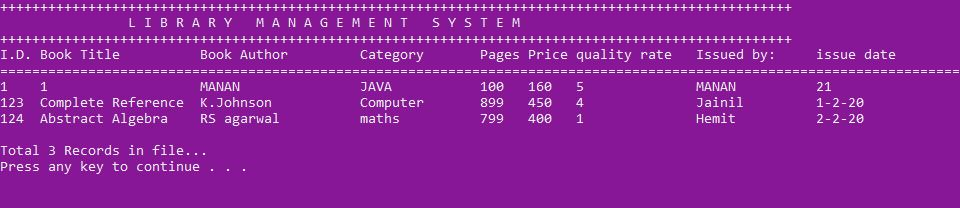 +++++++++++++++++++++++++++++++++++++++++++++++++++++++++++++++++++++++++++++++++++++++++++++++++++
L I B R A R Y   M A N A G E M E N T   S Y S T E M
+++++++++++++++++++++++++++++++++++++++++++++++++++++++++++++++++++++++++++++++++++++++++++++++++++
I.D. Book Title          Book Author         Category       Pages Price quality rate   Issued by:     issue date
========================================================================================================================
1    1                   MANAN               JAVA           100   160   5              MANAN          21
123  Complete Reference  K.Johnson           Computer       899   450   4              Jainil         1-2-20
124  Abstract Algebra    RS agarwal          maths          799   400   1              Hemit          2-2-20
Total 3 Records in file...
Press any key to continue . . .